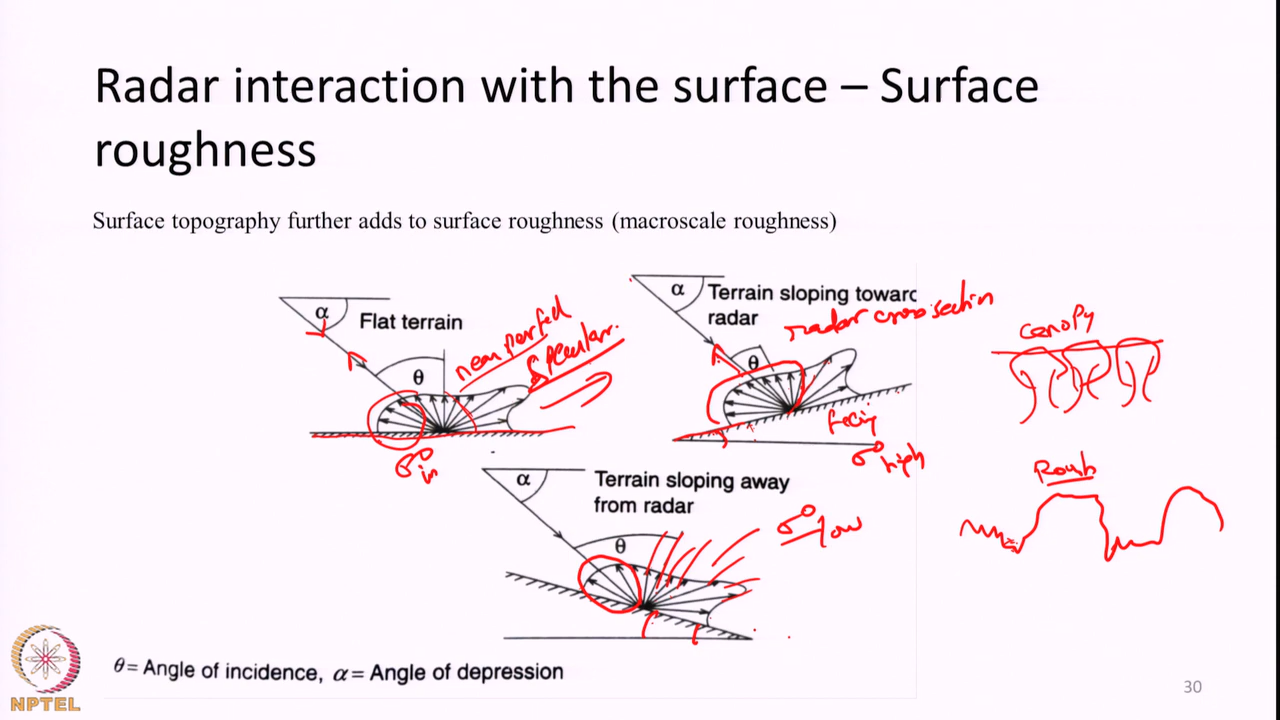 Radar interaction with the surface – Surface
roughness
Surface topography further adds to surface roughness (macroscale roughness)
α
Flat terrain
θ
near perfect
specular.
σ° in
α
Terrain sloping towarc
radar
radar cross section
θ
facing
σ° high
canopy
Rough
α
Terrain sloping away
from radar
θ
σ° low
θ = Angle of incidence, α = Angle of depression
NPTEL
30